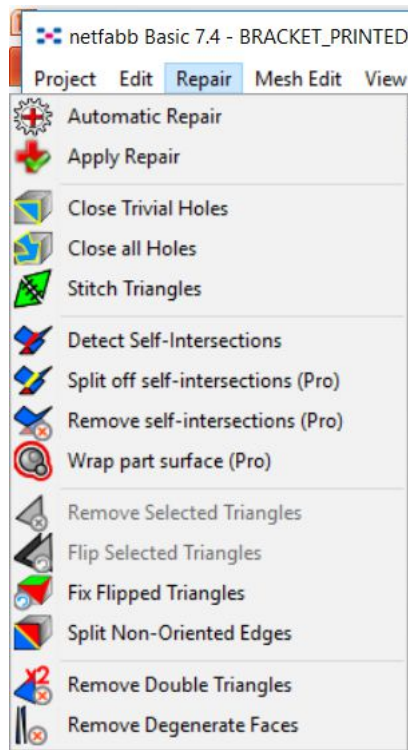 netfabb Basic 7.4 - BRACKET_PRINTED
Project Edit Repair Mesh Edit View
Automatic Repair
Apply Repair
Close Trivial Holes
Close all Holes
Stitch Triangles
Detect Self-Intersections
Split off self-intersections (Pro)
Remove self-intersections (Pro)
Wrap part surface (Pro)
Remove Selected Triangles
Flip Selected Triangles
Fix Flipped Triangles
Split Non-Oriented Edges
x2
Remove Double Triangles
Remove Degenerate Faces